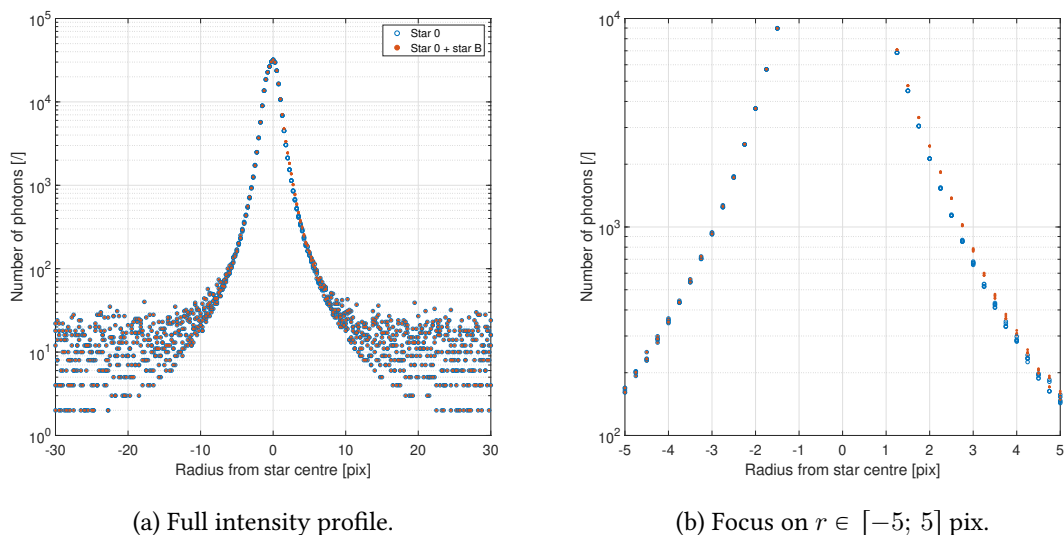 Number of photons [/]
10^5
10^4
10^3
10^2
10^1
10^0
-30 -20 -10 0 10 20 30
Radius from star centre [pix]
Star 0
Star 0 + star B
(a) Full intensity profile.
Number of photons [/]
10^4
10^3
10^2
-5 -4 -3 -2 -1 0 1 2 3 4 5
Radius from star centre [pix]
(b) Focus on r ∈ [−5; 5] pix.